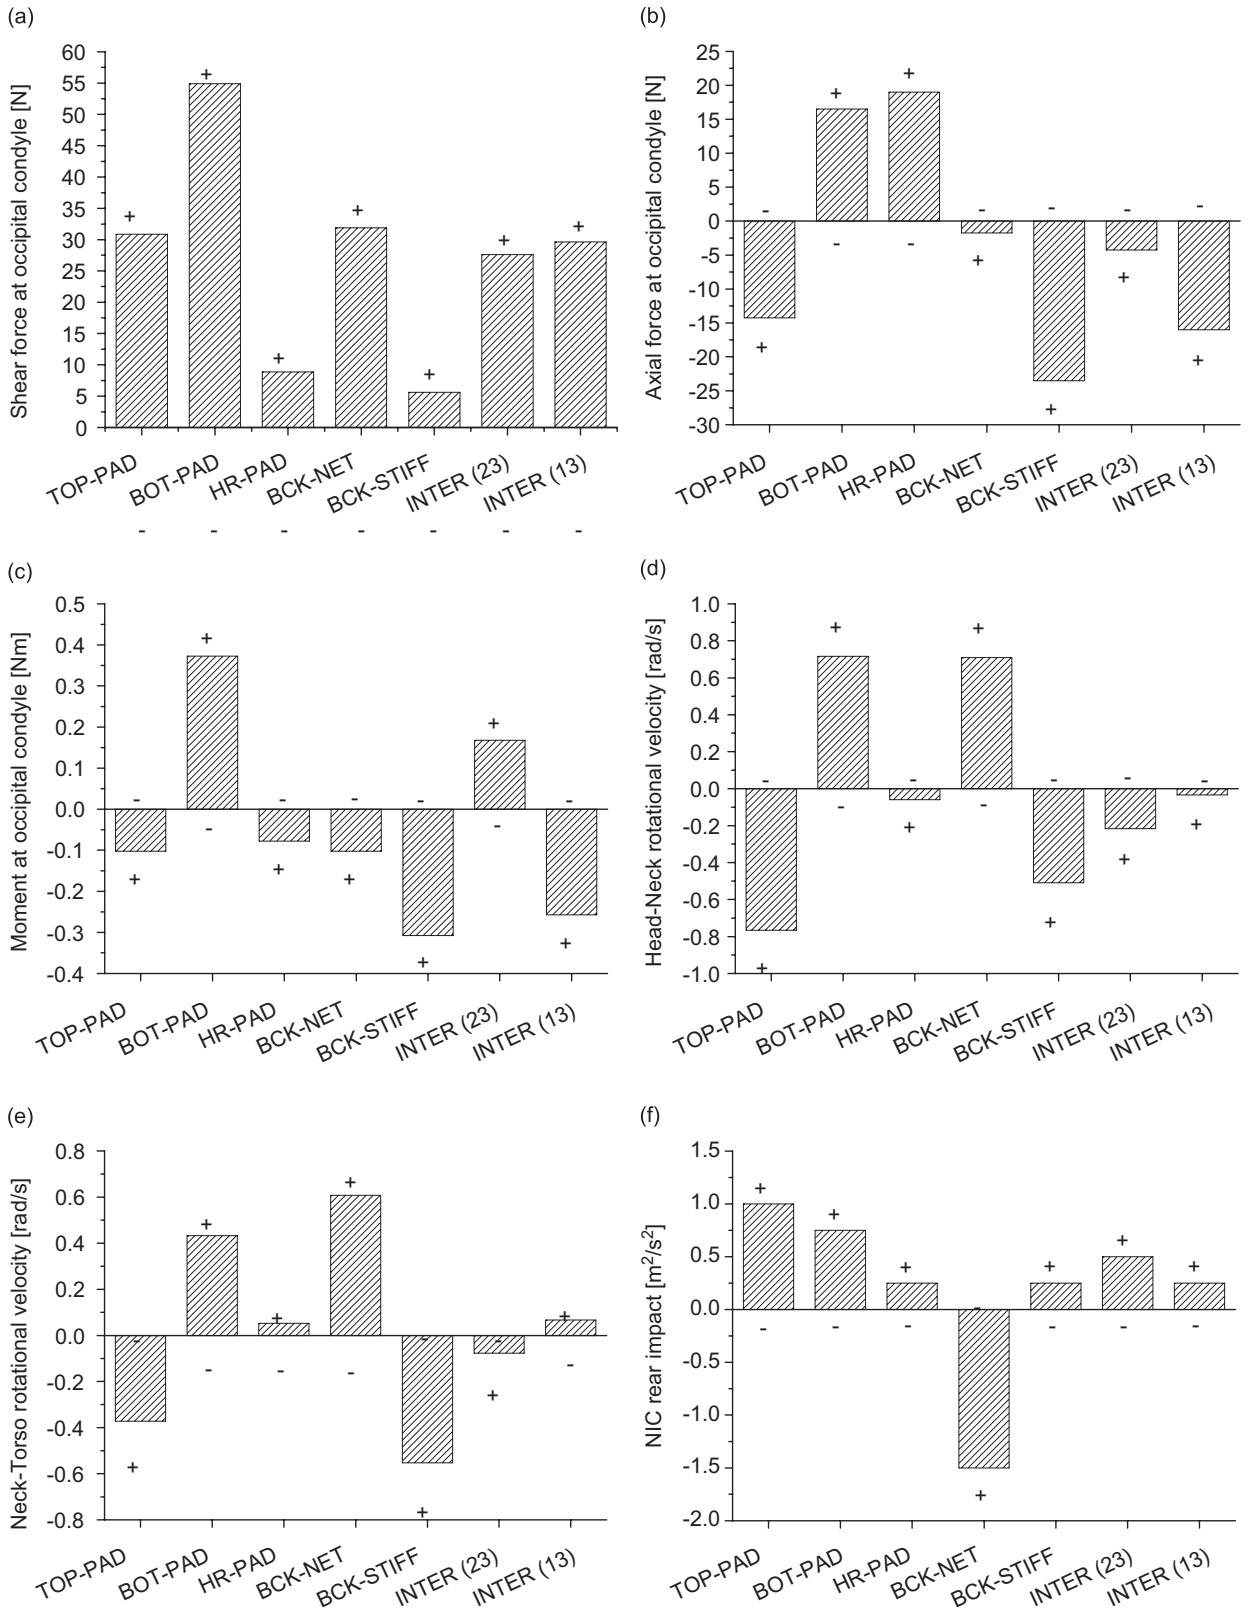 (a)
Shear force at occipital condyle [N]
60
55
50
45
40
35
30
25
20
15
10
5
0
+ + + + + + +
TOP-PAD BOT-PAD HR-PAD BCK-NET BCK-STIFF INTER (23) INTER (13)
- - - - - - -
(b)
Axial force at occipital condyle [N]
25
20
15
10
5
0
-5
-10
-15
-20
-25
-30
- + + - - - -
+ - - + + + +
TOP-PAD BOT-PAD HR-PAD BCK-NET BCK-STIFF INTER (23) INTER (13)
(c)
Moment at occipital condyle [Nm]
0.5
0.4
0.3
0.2
0.1
0.0
-0.1
-0.2
-0.3
-0.4
- + - - - + -
+ - + + + - +
TOP-PAD BOT-PAD HR-PAD BCK-NET BCK-STIFF INTER (23) INTER (13)
(d)
Head-Neck rotational velocity [rad/s]
1.0
0.8
0.6
0.4
0.2
0.0
-0.2
-0.4
-0.6
-0.8
-1.0
- + - + - - -
+ - + - + + +
TOP-PAD BOT-PAD HR-PAD BCK-NET BCK-STIFF INTER (23) INTER (13)
(e)
Neck-Torso rotational velocity [rad/s]
0.8
0.6
0.4
0.2
0.0
-0.2
-0.4
-0.6
-0.8
- + + + - - +
+ - - - + + -
TOP-PAD BOT-PAD HR-PAD BCK-NET BCK-STIFF INTER (23) INTER (13)
(f)
NIC rear impact [m²/s²]
1.5
1.0
0.5
0.0
-0.5
-1.0
-1.5
-2.0
+ + + - + + +
- - - + - - -
TOP-PAD BOT-PAD HR-PAD BCK-NET BCK-STIFF INTER (23) INTER (13)